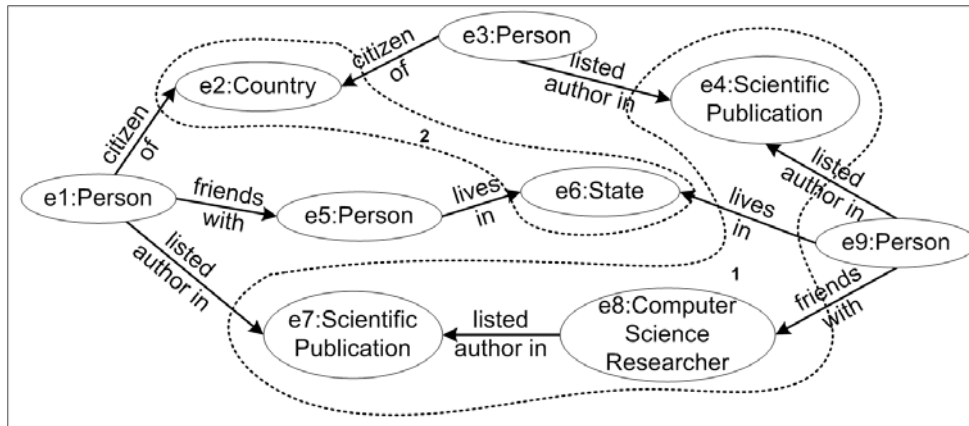 e3:Person
citizen
of
e2:Country
listed
author in
e4:Scientific
Publication
citizen
of
2
listed
author in
e1:Person
friends
with
e5:Person
lives
in
e6:State
lives
in
e9:Person
listed
author in
1
friends
with
e7:Scientific
Publication
listed
author in
e8:Computer
Science
Researcher